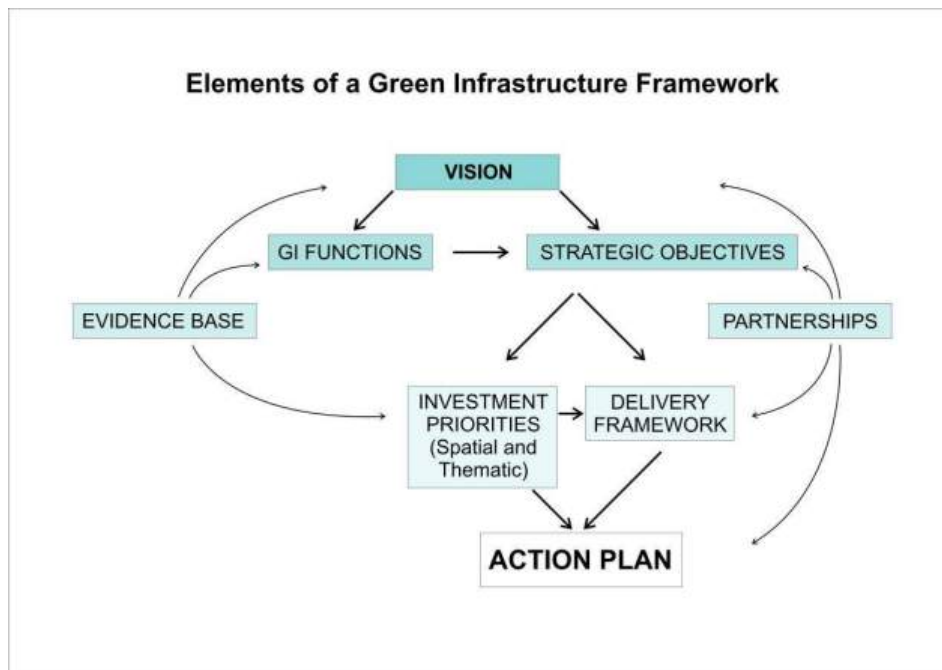 Elements of a Green Infrastructure Framework
VISION
GI FUNCTIONS
STRATEGIC OBJECTIVES
EVIDENCE BASE
PARTNERSHIPS
INVESTMENT
PRIORITIES
(Spatial and
Thematic)
DELIVERY
FRAMEWORK
ACTION PLAN